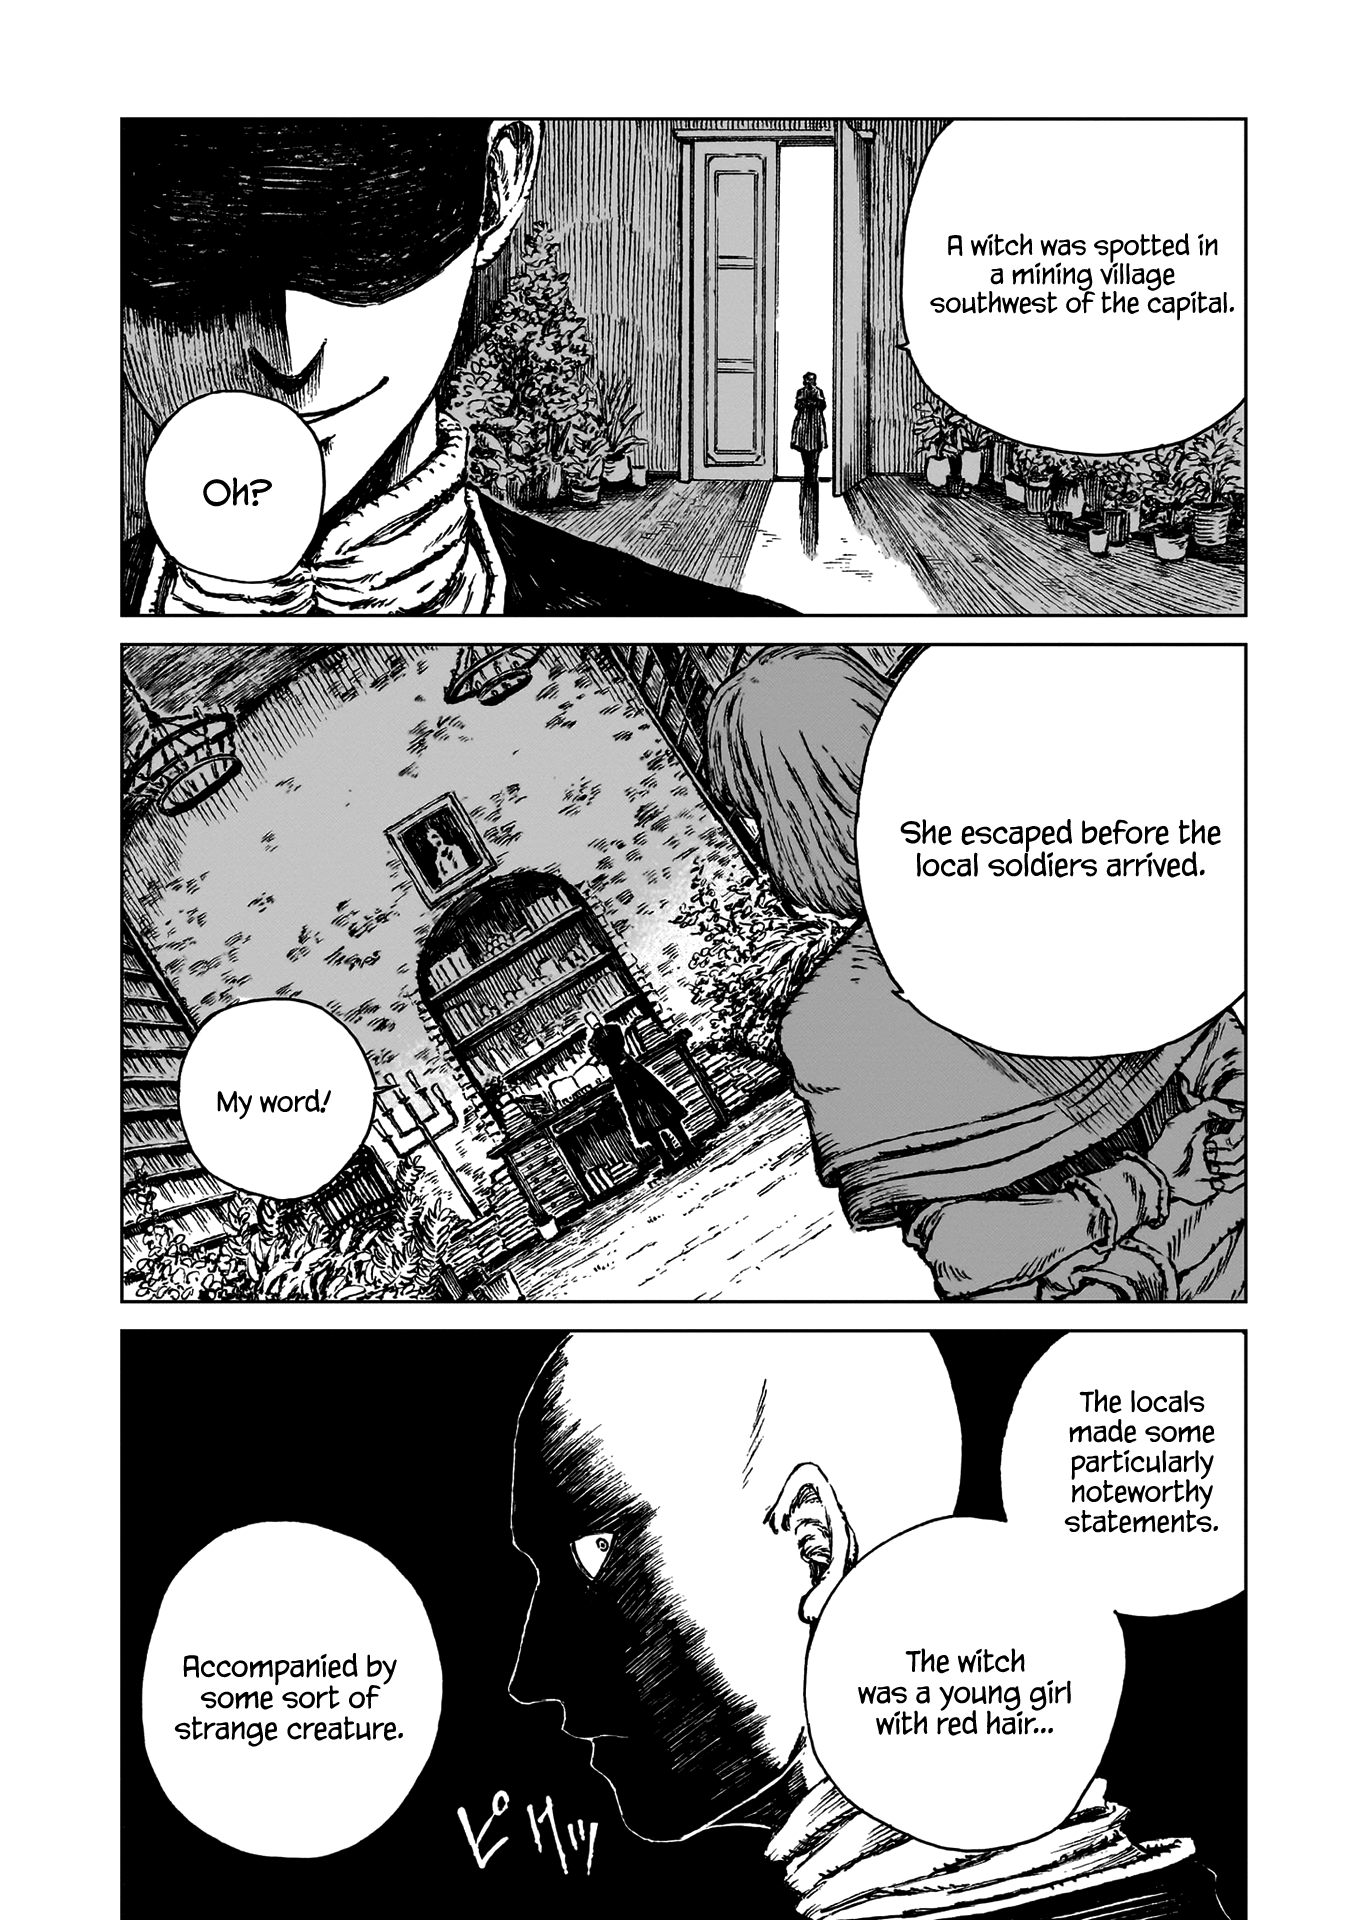 A witch was spotted in
a mining village
southwest of the capital.
Oh?
She escaped before the
local soldiers arrived.
My word!
The locals
made some
particularly
noteworthy
statements.
The witch
was a young girl
with red hair...
Accompanied by
some sort of
strange creature.
ピクッ